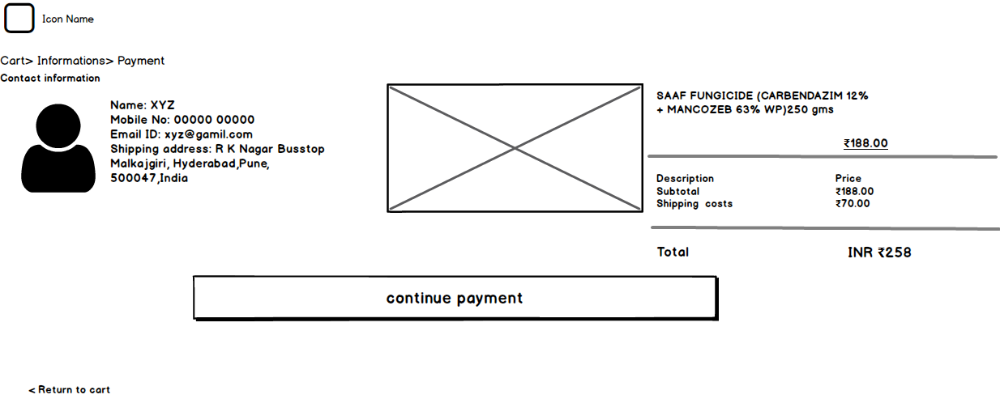 Icon Name
Cart> Informations> Payment
Contact information
Name: XYZ
Mobile No: 00000 00000
Email ID: xyz@gamil.com
Shipping address: R K Nagar Busstop
Malkajgiri, Hyderabad,Pune,
500047,India
SAAF FUNGICIDE (CARBENDAZIM 12%
+ MANCOZEB 63% WP)250 gms
₹188.00
Description Price
Subtotal ₹188.00
Shipping costs ₹70.00
Total INR ₹258
continue payment
< Return to cart